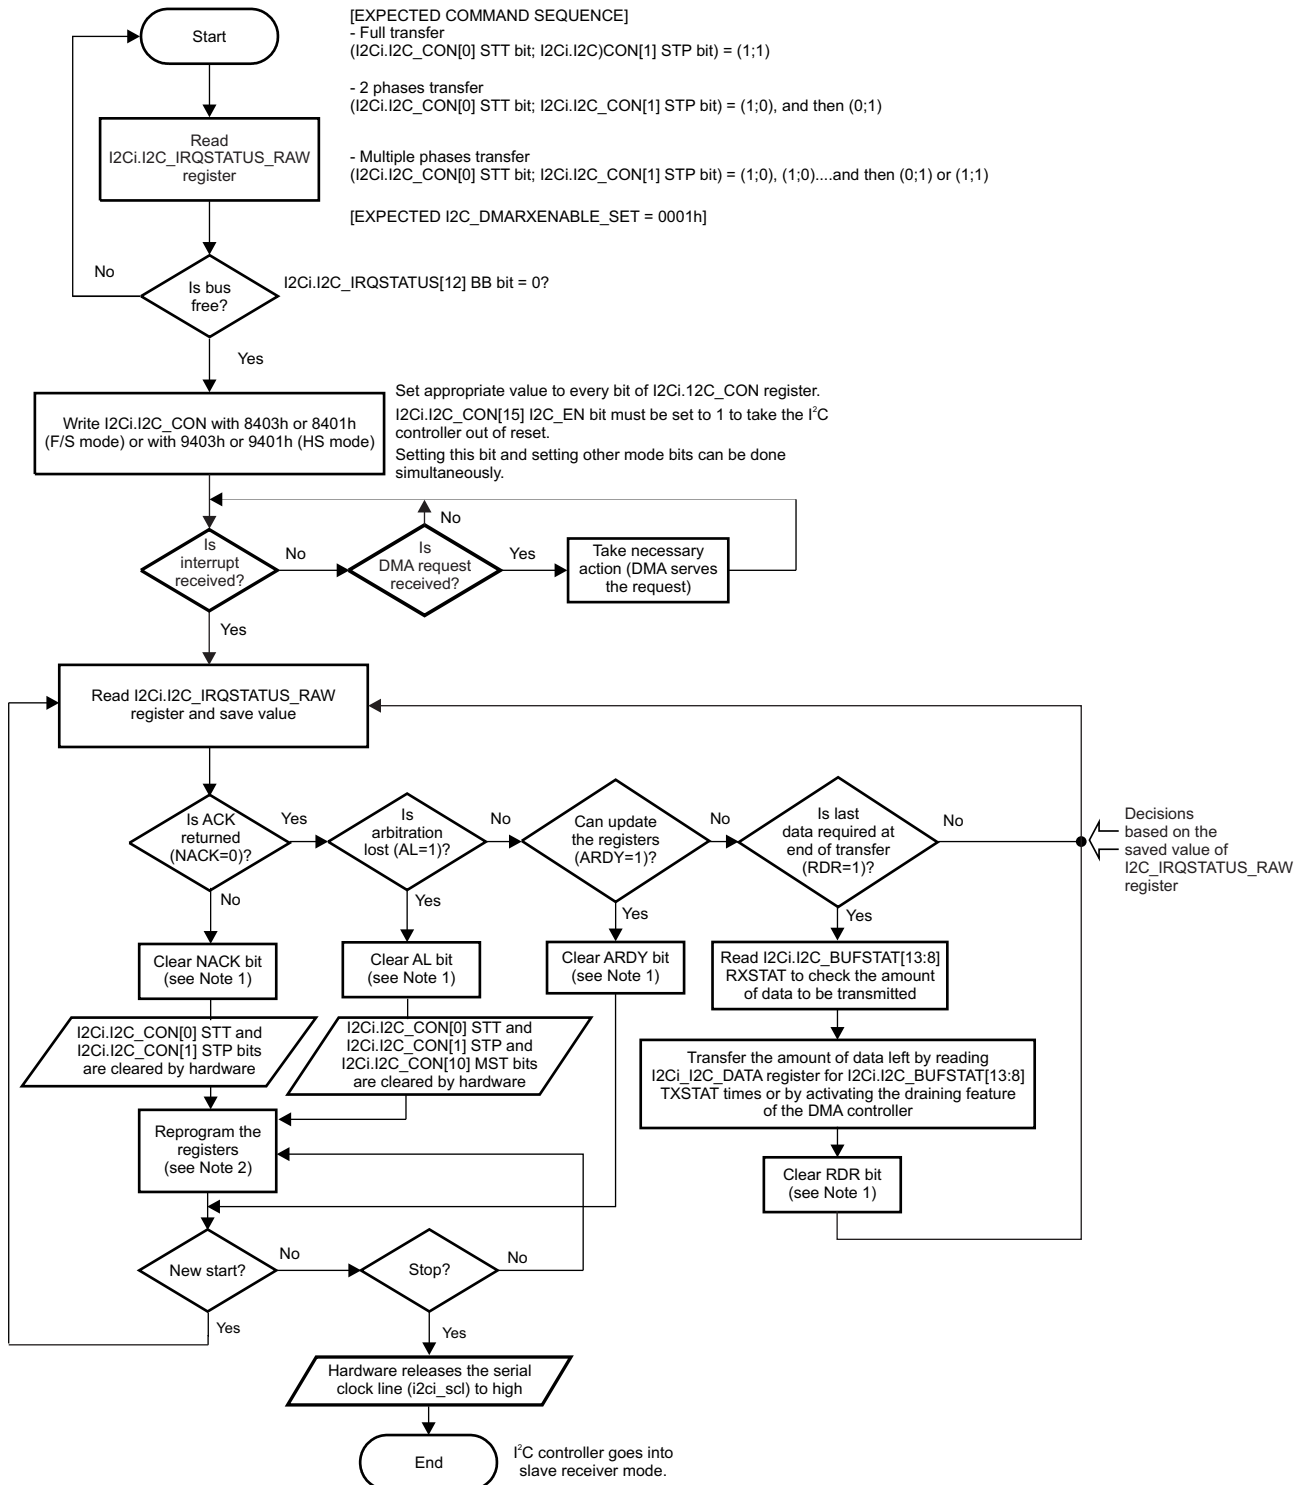 Start
[EXPECTED COMMAND SEQUENCE]
- Full transfer
(I2Ci.I2C_CON[0] STT bit; I2Ci.I2C)CON[1] STP bit) = (1;1)
- 2 phases transfer
(I2Ci.I2C_CON[0] STT bit; I2Ci.I2C_CON[1] STP bit) = (1;0), and then (0;1)
- Multiple phases transfer
(I2Ci.I2C_CON[0] STT bit; I2Ci.I2C_CON[1] STP bit) = (1;0), (1;0)....and then (0;1) or (1;1)
[EXPECTED I2C_DMARXENABLE_SET = 0001h]
Read
I2Ci.I2C_IRQSTATUS_RAW
register
No
Is bus
free?
I2Ci.I2C_IRQSTATUS[12] BB bit = 0?
Yes
Write I2Ci.I2C_CON with 8403h or 8401h
(F/S mode) or with 9403h or 9401h (HS mode)
Set appropriate value to every bit of I2Ci.12C_CON register.
I2Ci.I2C_CON[15] I2C_EN bit must be set to 1 to take the I²C
controller out of reset.
Setting this bit and setting other mode bits can be done
simultaneously.
Is
interrupt
received?
No
Is
DMA request
received?
No
Yes
Take necessary
action (DMA serves
the request)
Yes
Read I2Ci.I2C_IRQSTATUS_RAW
register and save value
Is ACK
returned
(NACK=0)?
Yes
Is
arbitration
lost (AL=1)?
No
Can update
the registers
(ARDY=1)?
No
Is last
data required at
end of transfer
(RDR=1)?
No
Decisions
based on the
saved value of
I2C_IRQSTATUS_RAW
register
No
Yes
Yes
Yes
Clear NACK bit
(see Note 1)
Clear AL bit
(see Note 1)
Clear ARDY bit
(see Note 1)
Read I2Ci.I2C_BUFSTAT[13:8]
RXSTAT to check the amount
of data to be transmitted
I2Ci.I2C_CON[0] STT and
I2Ci.I2C_CON[1] STP bits
are cleared by hardware
I2Ci.I2C_CON[0] STT and
I2Ci.I2C_CON[1] STP and
I2Ci.I2C_CON[10] MST bits
are cleared by hardware
Transfer the amount of data left by reading
I2Ci_I2C_DATA register for I2Ci.I2C_BUFSTAT[13:8]
TXSTAT times or by activating the draining feature
of the DMA controller
Reprogram the
registers
(see Note 2)
Clear RDR bit
(see Note 1)
New start?
No
Stop?
No
Yes
Yes
Hardware releases the serial
clock line (i2ci_scl) to high
End
I²C controller goes into
slave receiver mode.